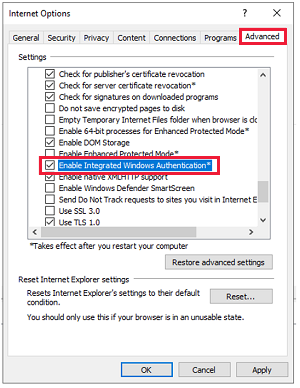 Internet Options
?
×
General Security Privacy Content Connections Programs Advanced
Settings
Check for publisher's certificate revocation
Check for server certificate revocation*
Check for signatures on downloaded programs
Do not save encrypted pages to disk
Empty Temporary Internet Files folder when browser is
Enable 64-bit processes for Enhanced Protected Mode*
Enable DOM Storage
Enable Enhanced Protected Mode*
Enable Integrated Windows Authentication*
Enable native XMLHTTP support
Enable Windows Defender SmartScreen
Send Do Not Track requests to sites you visit in Internet E
Use SSL 3.0
Use TLS 1.0
*Takes effect after you restart your computer
Restore advanced settings
Reset Internet Explorer settings
Resets Internet Explorer's settings to their default
condition.
Reset...
You should only use this if your browser is in an unusable state.
OK Cancel Apply